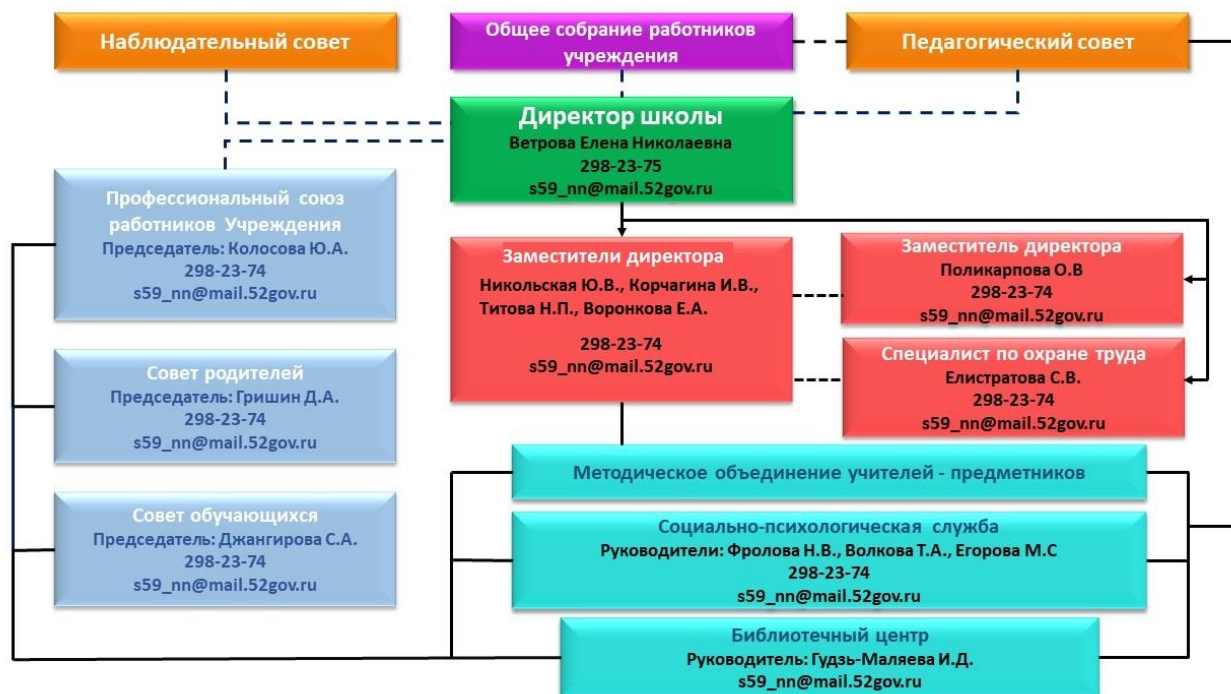 Наблюдательный совет
Общее собрание работников
учреждения
Педагогический совет
Директор школы
Ветрова Елена Николаевна
298-23-75
s59_nn@mail.52gov.ru
Профессиональный союз
работников Учреждения
Председатель: Колосова Ю.А.
298-23-74
s59_nn@mail.52gov.ru
Заместители директора
Никольская Ю.В., Корчагина И.В.,
Титова Н.П., Воронкова Е.А.
298-23-74
s59_nn@mail.52gov.ru
Заместитель директора
Поликарпова О.В
298-23-74
s59_nn@mail.52gov.ru
Специалист по охране труда
Елистратова С.В.
298-23-74
s59_nn@mail.52gov.ru
Совет родителей
Председатель: Гришин Д.А.
298-23-74
s59_nn@mail.52gov.ru
Совет обучающихся
Председатель: Джангирова С.А.
298-23-74
s59_nn@mail.52gov.ru
Методическое объединение учителей - предметников
Социально-психологическая служба
Руководители: Фролова Н.В., Волкова Т.А., Егорова М.С
298-23-74
s59_nn@mail.52gov.ru
Библиотечный центр
Руководитель: Гудзь-Маляева И.Д.
s59_nn@mail.52gov.ru